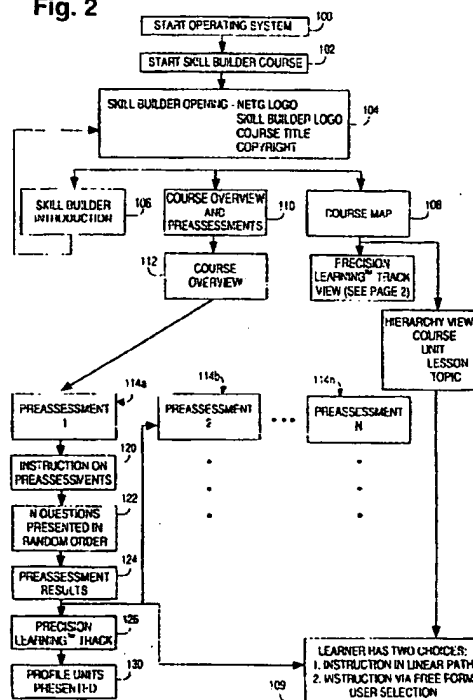 Fig. 2
START OPERATING SYSTEM
100
START SKILL BUILDER COURSE
102
SKILL BUILDER OPENING - NETG LOGO
SKILL BUILDER LOGO
COURSE TITLE
COPYRIGHT
104
SKILL BUILDER
INTRODUCTION
106
COURSE OVERVIEW
AND
PREASSESSMENTS
110
COURSE MAP
108
112
COURSE
OVERVIEW
PRECISION
LEARNING™ TRACK
VIEW (SEE PAGE 2)
HIERARCHY VIEW
COURSE
UNIT
LESSON
TOPIC
114a
PREASSESSMENT
1
114b
PREASSESSMENT
2
...
114n
PREASSESSMENT
N
120
INSTRUCTION ON
PREASSESSMENTS
122
N QUESTIONS
PRESENTED IN
RANDOM ORDER
124
PREASSESSMENT
RESULTS
126
PRECISION
LEARNING™ TRACK
130
PROFILE UNITS
PRESENTED
LEARNER HAS TWO CHOICES:
1. INSTRUCTION IN LINEAR PATH
2. INSTRUCTION VIA FREE FORM
USER SELECTION
109